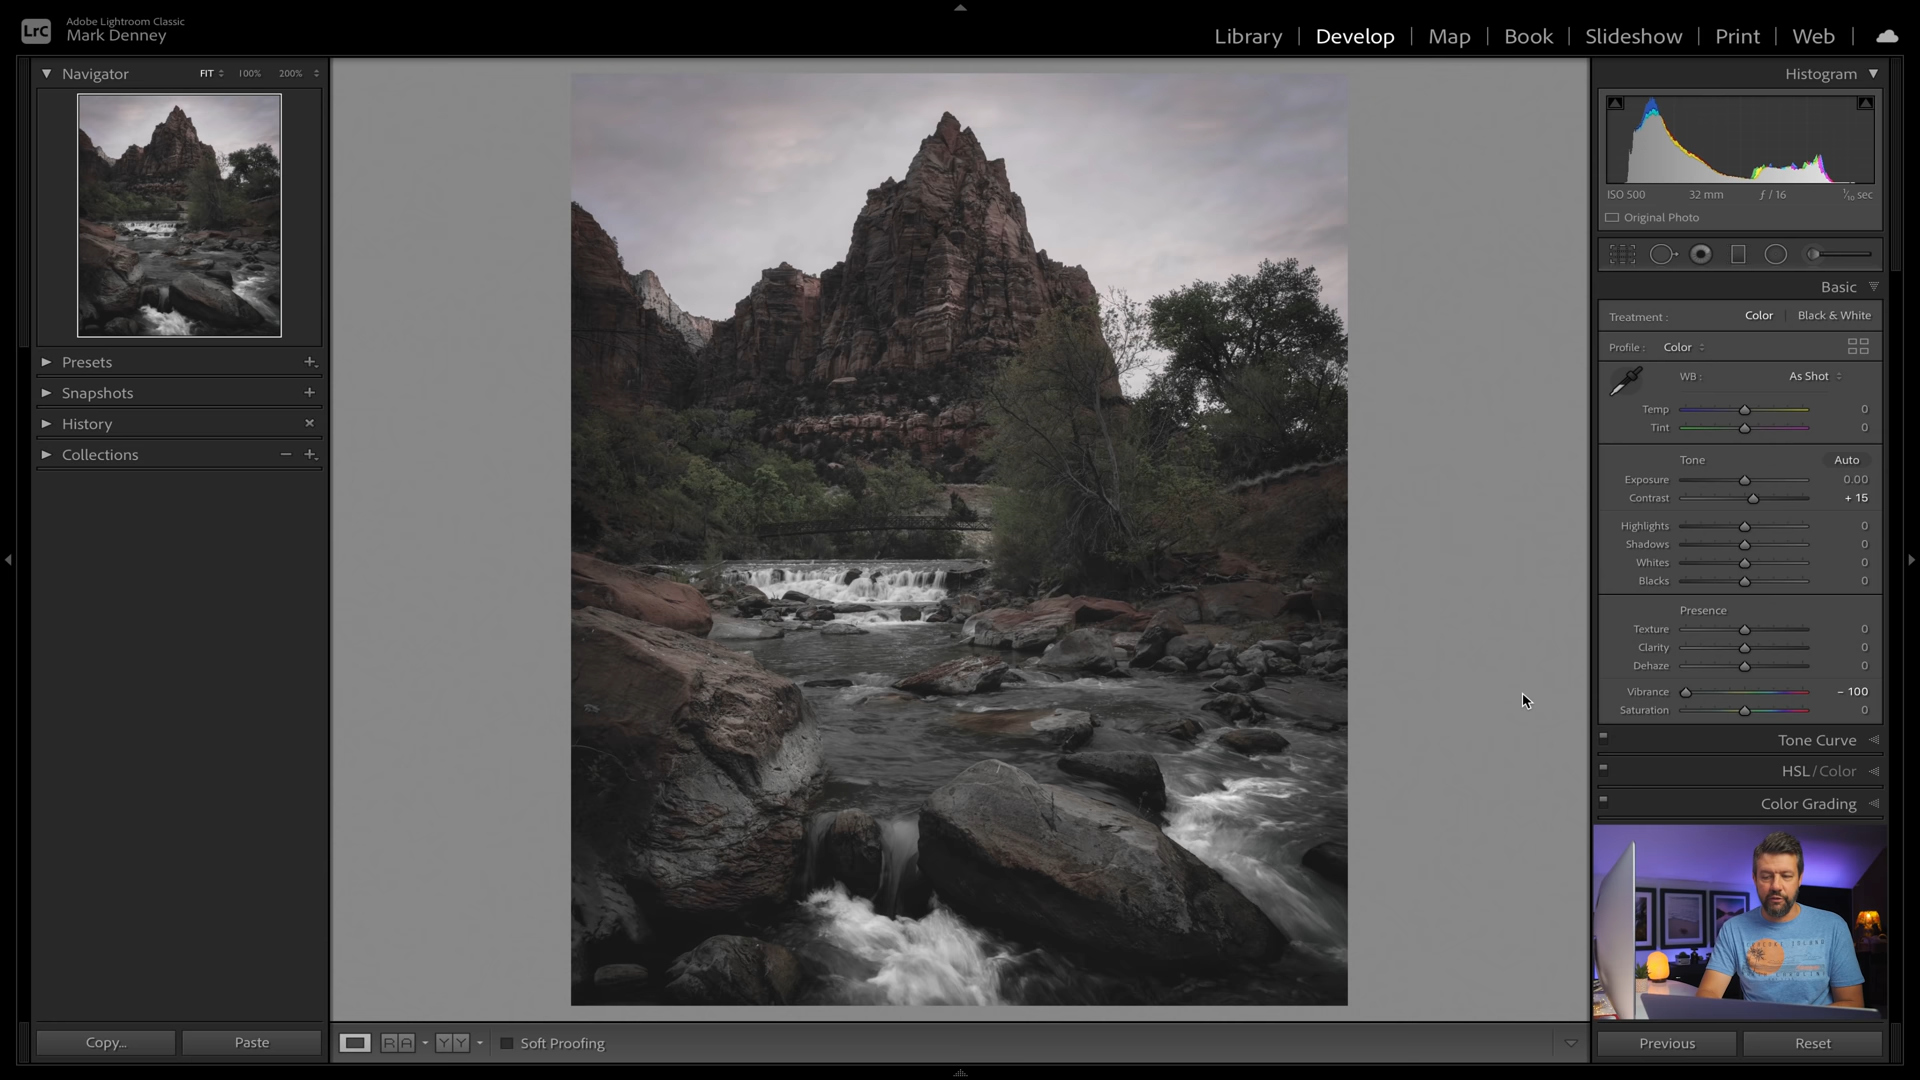 LrC
Adobe Lightroom Classic
Mark Denney
Library | Develop | Map | Book | Slideshow | Print | Web
Navigator
FIT 100% 200%
Presets
Snapshots
History
Collections
Copy... Paste
R A Y Y Soft Proofing
Histogram
ISO 500 32 mm ƒ / 16 sec
Original Photo
Basic
Treatment : Color Black & White
Profile : Color
WB : As Shot
Temp 0
Tint 0
Tone Auto
Exposure 0.00
Contrast + 15
Highlights 0
Shadows 0
Whites 0
Blacks 0
Presence
Texture 0
Clarity 0
Dehaze 0
Vibrance - 100
Saturation 0
Tone Curve
HSL / Color
Color Grading
Previous Reset